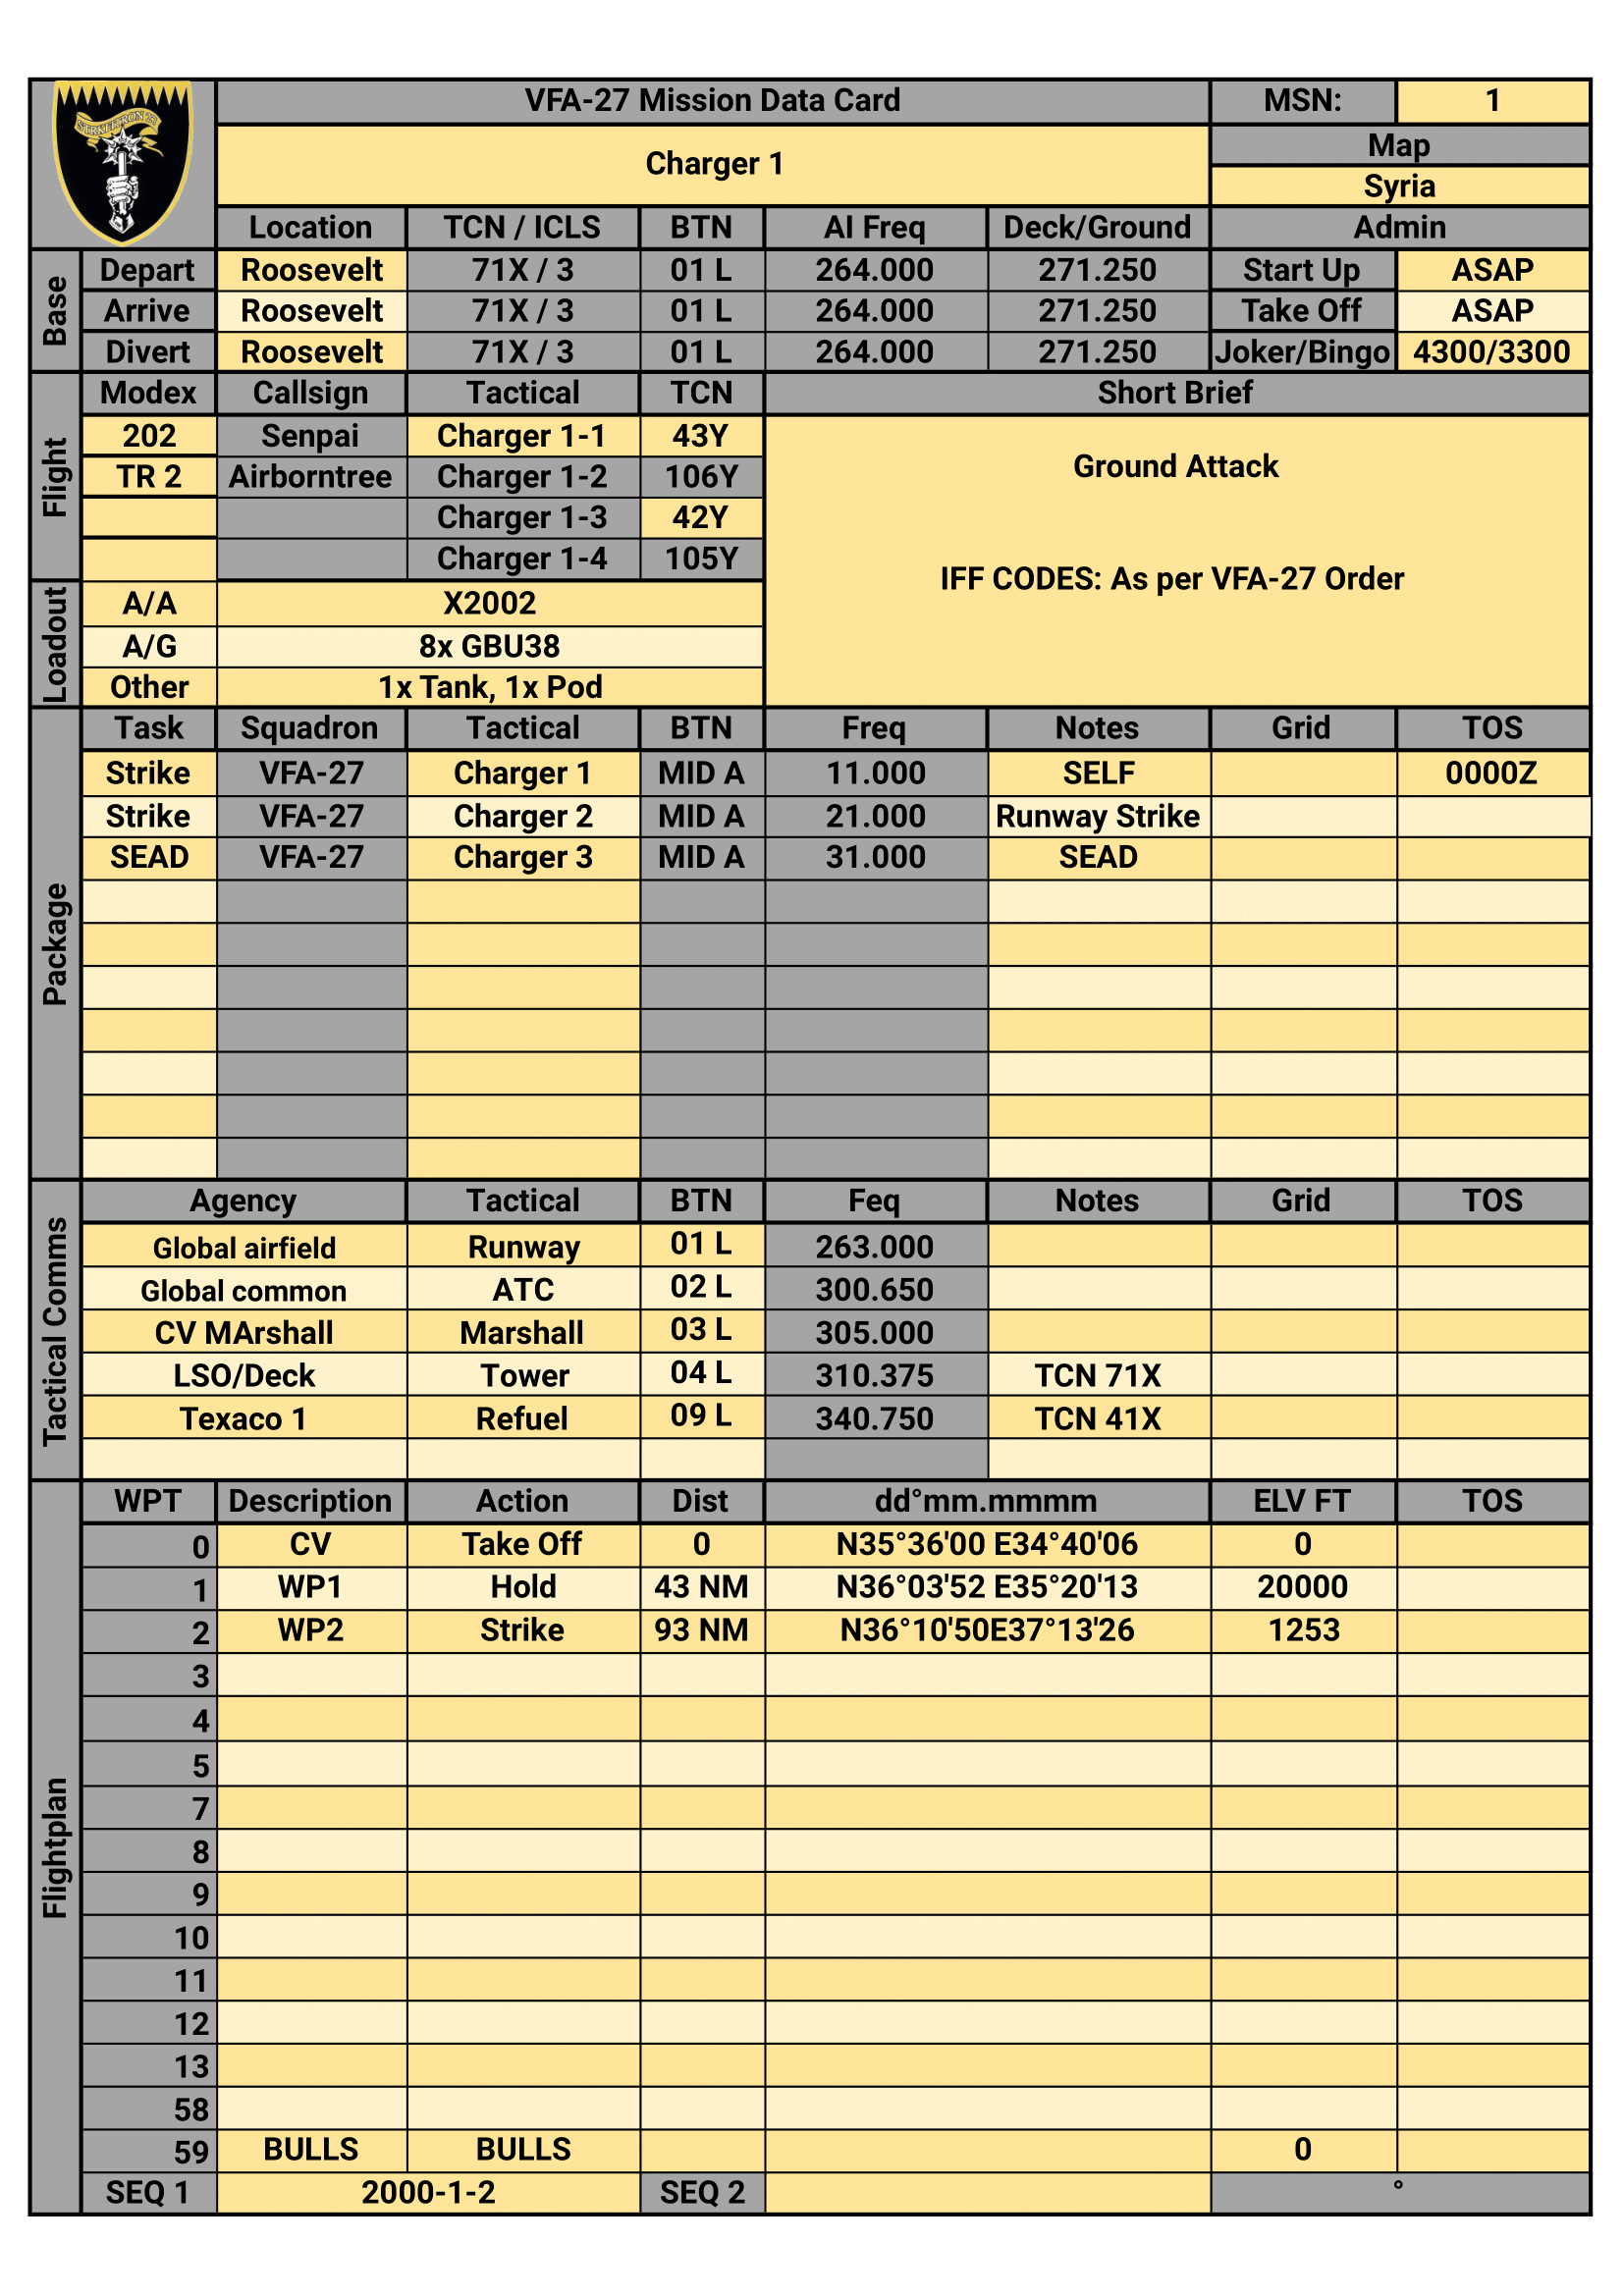 STRKFITRON 27
VFA-27 Mission Data Card MSN: 1
Charger 1 Map
Syria
Location TCN / ICLS BTN AI Freq Deck/Ground Admin
Base
Depart Roosevelt 71X / 3 01 L 264.000 271.250 Start Up ASAP
Arrive Roosevelt 71X / 3 01 L 264.000 271.250 Take Off ASAP
Divert Roosevelt 71X / 3 01 L 264.000 271.250 Joker/Bingo 4300/3300
Flight
Modex Callsign Tactical TCN Short Brief
202 Senpai Charger 1-1 43Y
Ground Attack
TR 2 Airborntree Charger 1-2 106Y
Charger 1-3 42Y
Charger 1-4 105Y
IFF CODES: As per VFA-27 Order
Loadout
A/A X2002
A/G 8x GBU38
Other 1x Tank, 1x Pod
Package
Task Squadron Tactical BTN Freq Notes Grid TOS
Strike VFA-27 Charger 1 MID A 11.000 SELF 0000Z
Strike VFA-27 Charger 2 MID A 21.000 Runway Strike
SEAD VFA-27 Charger 3 MID A 31.000 SEAD
Tactical Comms
Agency Tactical BTN Feq Notes Grid TOS
Global airfield Runway 01 L 263.000
Global common ATC 02 L 300.650
CV MArshall Marshall 03 L 305.000
LSO/Deck Tower 04 L 310.375 TCN 71X
Texaco 1 Refuel 09 L 340.750 TCN 41X
Flightplan
WPT Description Action Dist dd°mm.mmmm ELV FT TOS
0 CV Take Off 0 N35°36'00 E34°40'06 0
1 WP1 Hold 43 NM N36°03'52 E35°20'13 20000
2 WP2 Strike 93 NM N36°10'50E37°13'26 1253
3
4
5
7
8
9
10
11
12
13
58
59 BULLS BULLS 0
SEQ 1 2000-1-2 SEQ 2 °